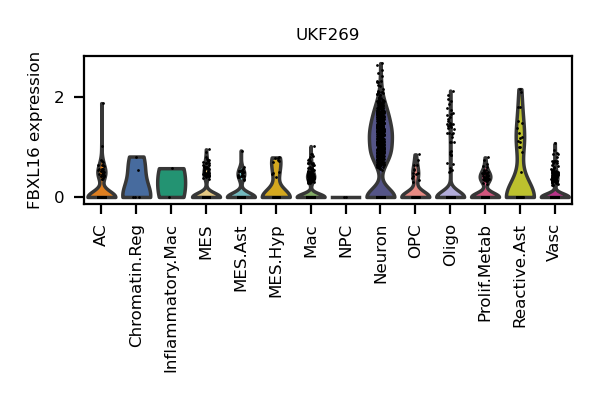 UKF269
FBXL16 expression
2
0
AC
Chromatin.Reg
Inflammatory.Mac
MES
MES.Ast
MES.Hyp
Mac
NPC
Neuron
OPC
Oligo
Prolif.Metab
Reactive.Ast
Vasc